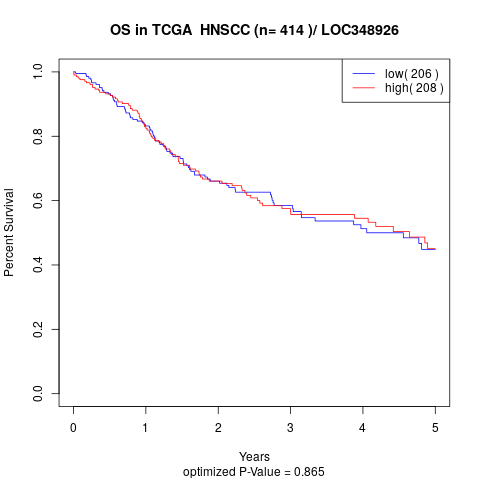 OS in TCGA  HNSCC (n= 414 )/ LOC348926
low( 206 )
high( 208 )
Percent Survival
1.0
0.8
0.6
0.4
0.2
0.0
0 1 2 3 4 5
Years
optimized P-Value = 0.865